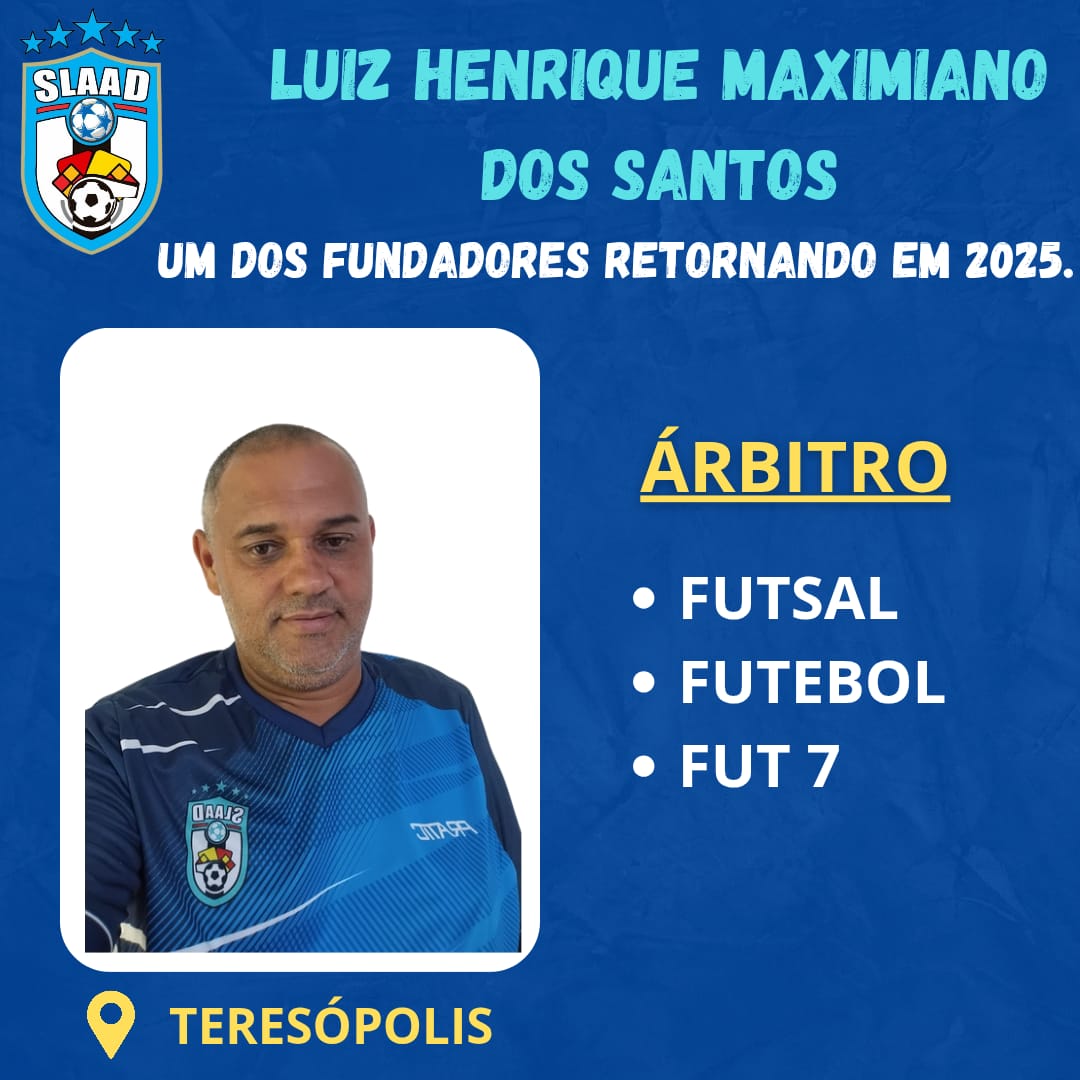 SLAAD
LUIZ HENRIQUE MAXIMIANO
DOS SANTOS
UM DOS FUNDADORES RETORNANDO EM 2025.
ÁRBITRO
• FUTSAL
• FUTEBOL
• FUT 7
SLAAD
TERESÓPOLIS